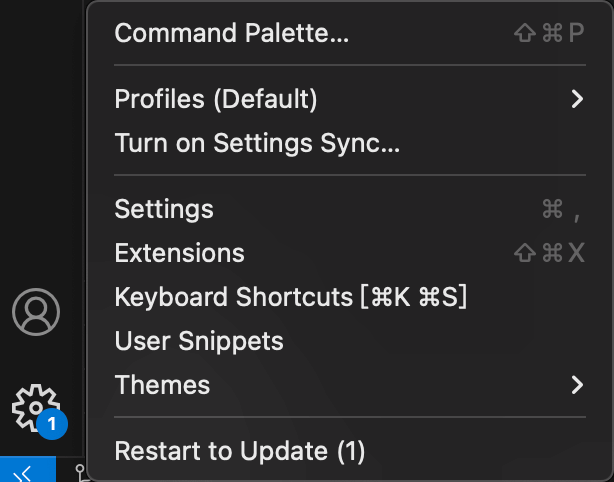 Command Palette... ⇧⌘P
Profiles (Default)
Turn on Settings Sync...
Settings ⌘,
Extensions ⇧⌘X
Keyboard Shortcuts [⌘K ⌘S]
User Snippets
Themes
1
Restart to Update (1)